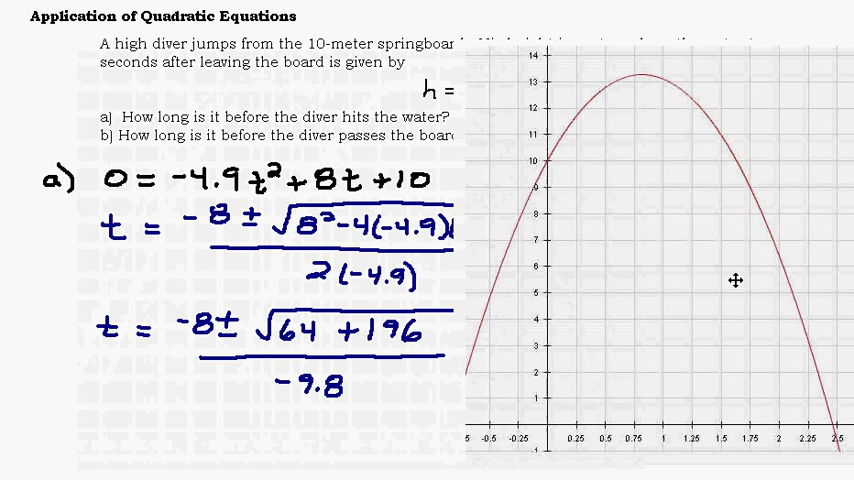 Application of Quadratic Equations
A high diver jumps from the 10-meter springboar
seconds after leaving the board is given by
h =
a) How long is it before the diver hits the water?
b) How long is it before the diver passes the board
a) 0 = -4.9t²+8t+10
t = -8 ± √8²-4(-4.9)(
2(-4.9)
t = -8± √64 +196
-9.8
14
13
12
11
10
9
8
7
6
5
4
3
2
1
5 -0.5 -0.25 0.25 0.5 0.75 1 1.25 1.5 1.75 2 2.25 2.5
-1